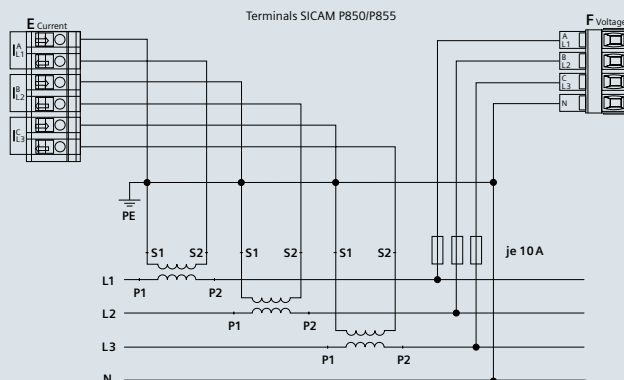 Terminals SICAM P850/P855
E Current
F Voltage
I A L1
I B L2
I C L3
A L1
B L2
C L3
N
PE
S1 S2 S1 S2 S1 S2
je 10 A
L1
P1 P2
L2
P1 P2
L3
P1 P2
N